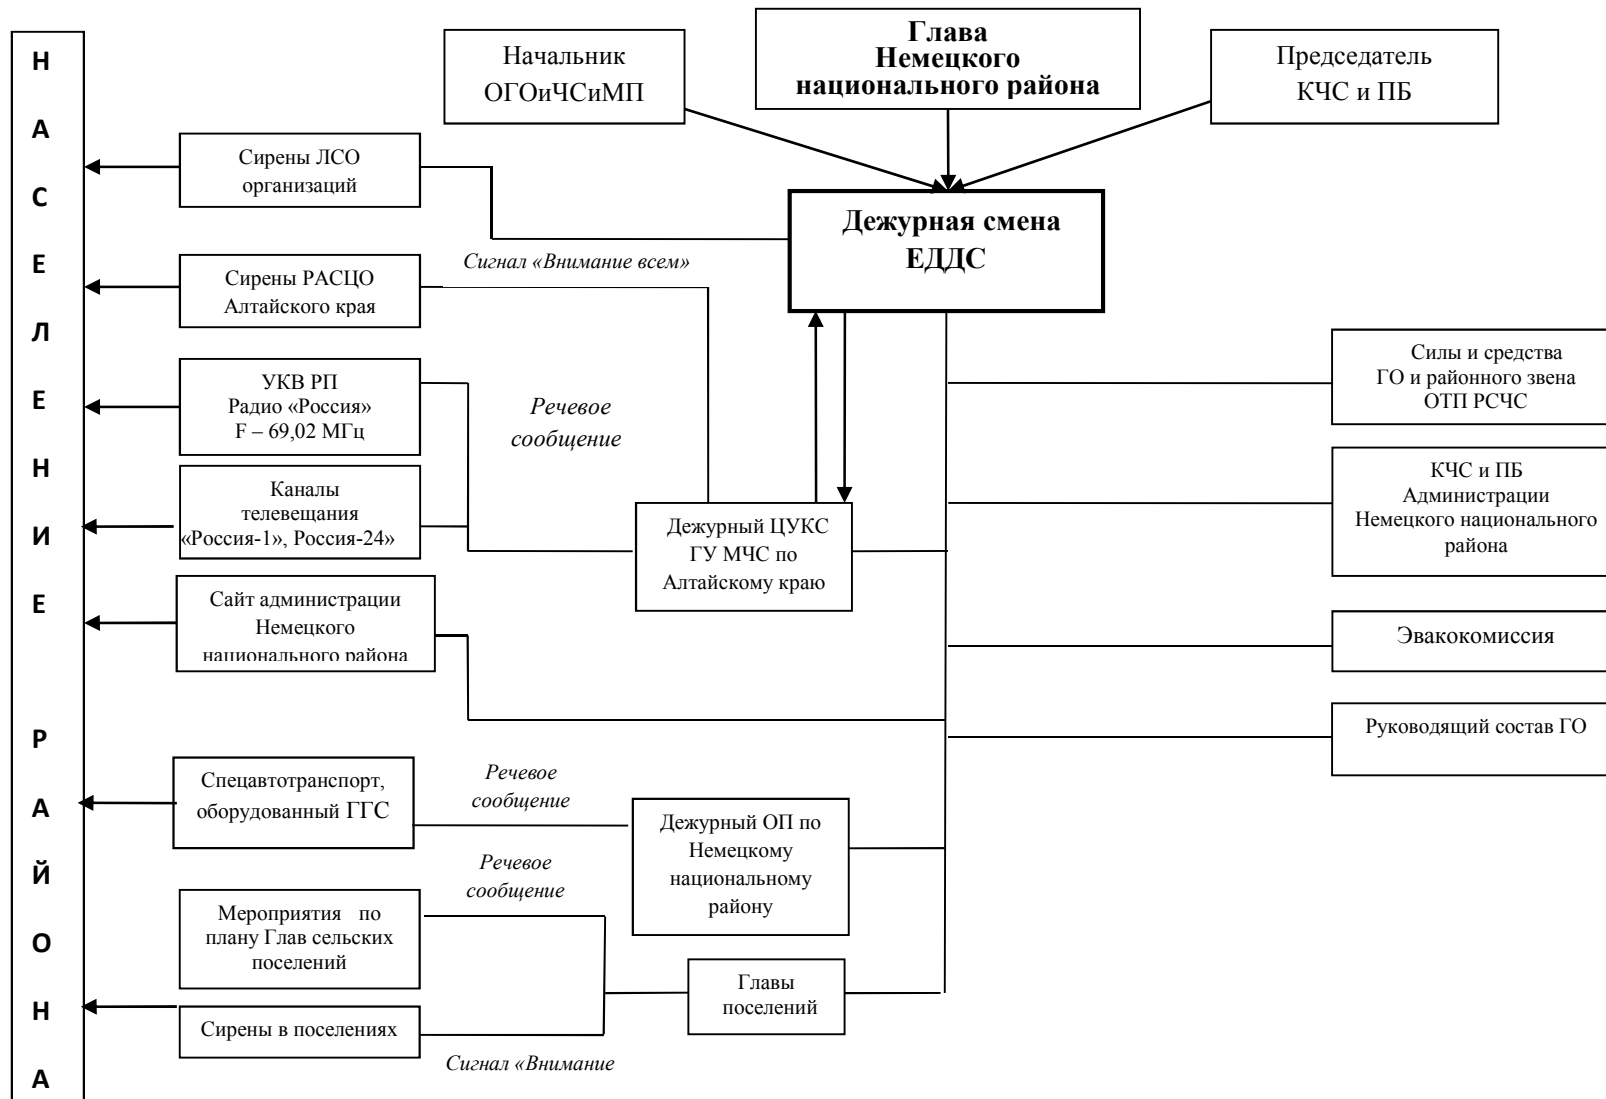 НАСЕЛЕНИЕ РАЙОНА
Начальник
ОГОиЧСиМП
Глава
Немецкого
национального района
Председатель
КЧС и ПБ
Дежурная смена
ЕДДС
Сирены ЛСО
организаций
Сигнал «Внимание всем»
Сирены РАСЦО
Алтайского края
УКВ РП
Радио «Россия»
F – 69,02 МГц
Речевое
сообщение
Каналы
телевещания
«Россия-1», Россия-24»
Дежурный ЦУКС
ГУ МЧС по
Алтайскому краю
Сайт администрации
Немецкого
национального района
Силы и средства
ГО и районного звена
ОТП РСЧС
КЧС и ПБ
Администрации
Немецкого национального
района
Эвакокомиссия
Руководящий состав ГО
Спецавтотранспорт,
оборудованный ГГС
Речевое
сообщение
Дежурный ОП по
Немецкому
национальному
району
Речевое
сообщение
Мероприятия по
плану Глав сельских
поселений
Главы
поселений
Сирены в поселениях
Сигнал «Внимание